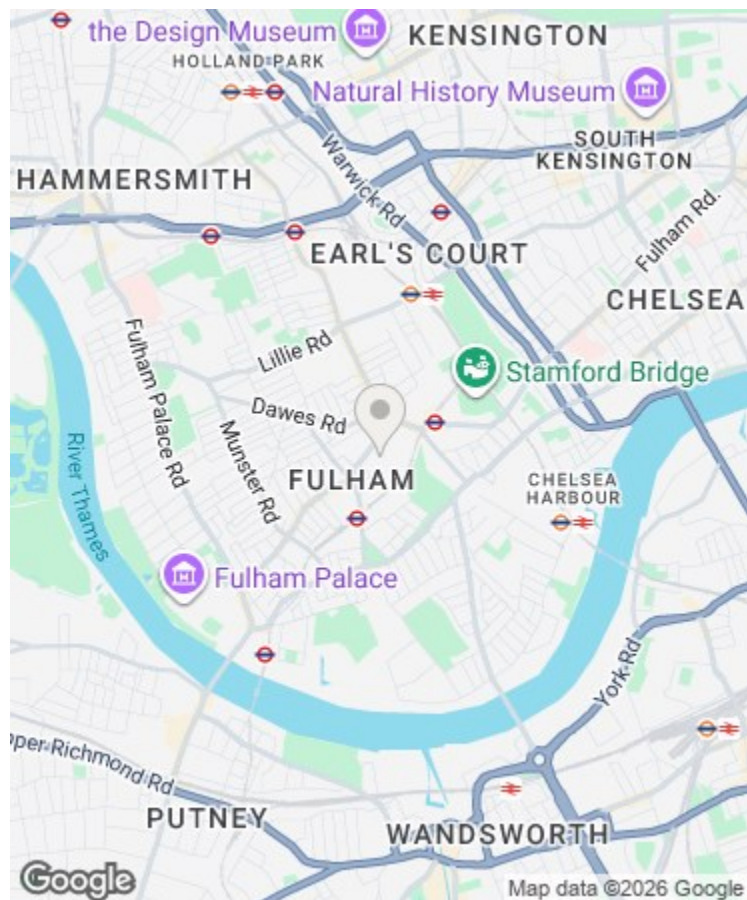 the Design Museum
KENSINGTON
HOLLAND PARK
Natural History Museum
SOUTH
KENSINGTON
Warwick Rd
HAMMERSMITH
Fulham Rd.
EARL'S COURT
CHELSEA
Fulham Palace Rd
Lillie Rd
Stamford Bridge
Dawes Rd
Munster Rd
River Thames
FULHAM
CHELSEA
HARBOUR
Fulham Palace
York Rd
pper Richmond Rd
PUTNEY
WANDSWORTH
Google
Map data ©2026 Google